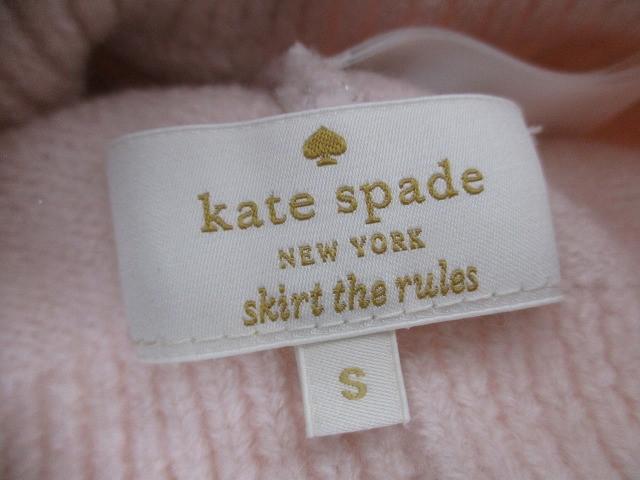 kate spade
NEW YORK
skirt the rules
S